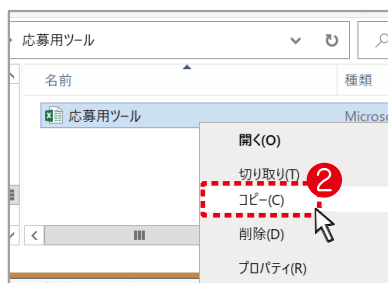 応募用ツール
名前
種類
応募用ツール
Microso
開く(O)
切り取り(T)
2
コピー(C)
削除(D)
プロパティ(R)